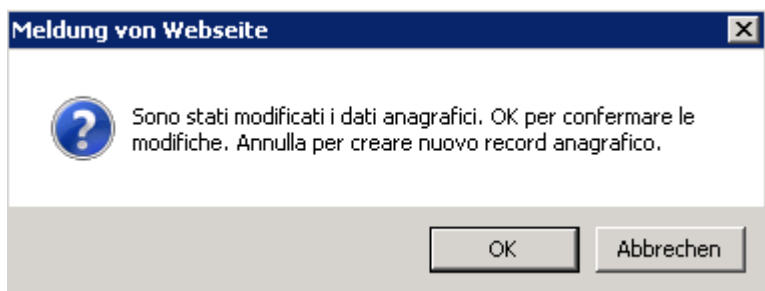 Meldung von Webseite
Sono stati modificati i dati anagrafici. OK per confermare le
modifiche. Annulla per creare nuovo record anagrafico.
OK
Abbrechen